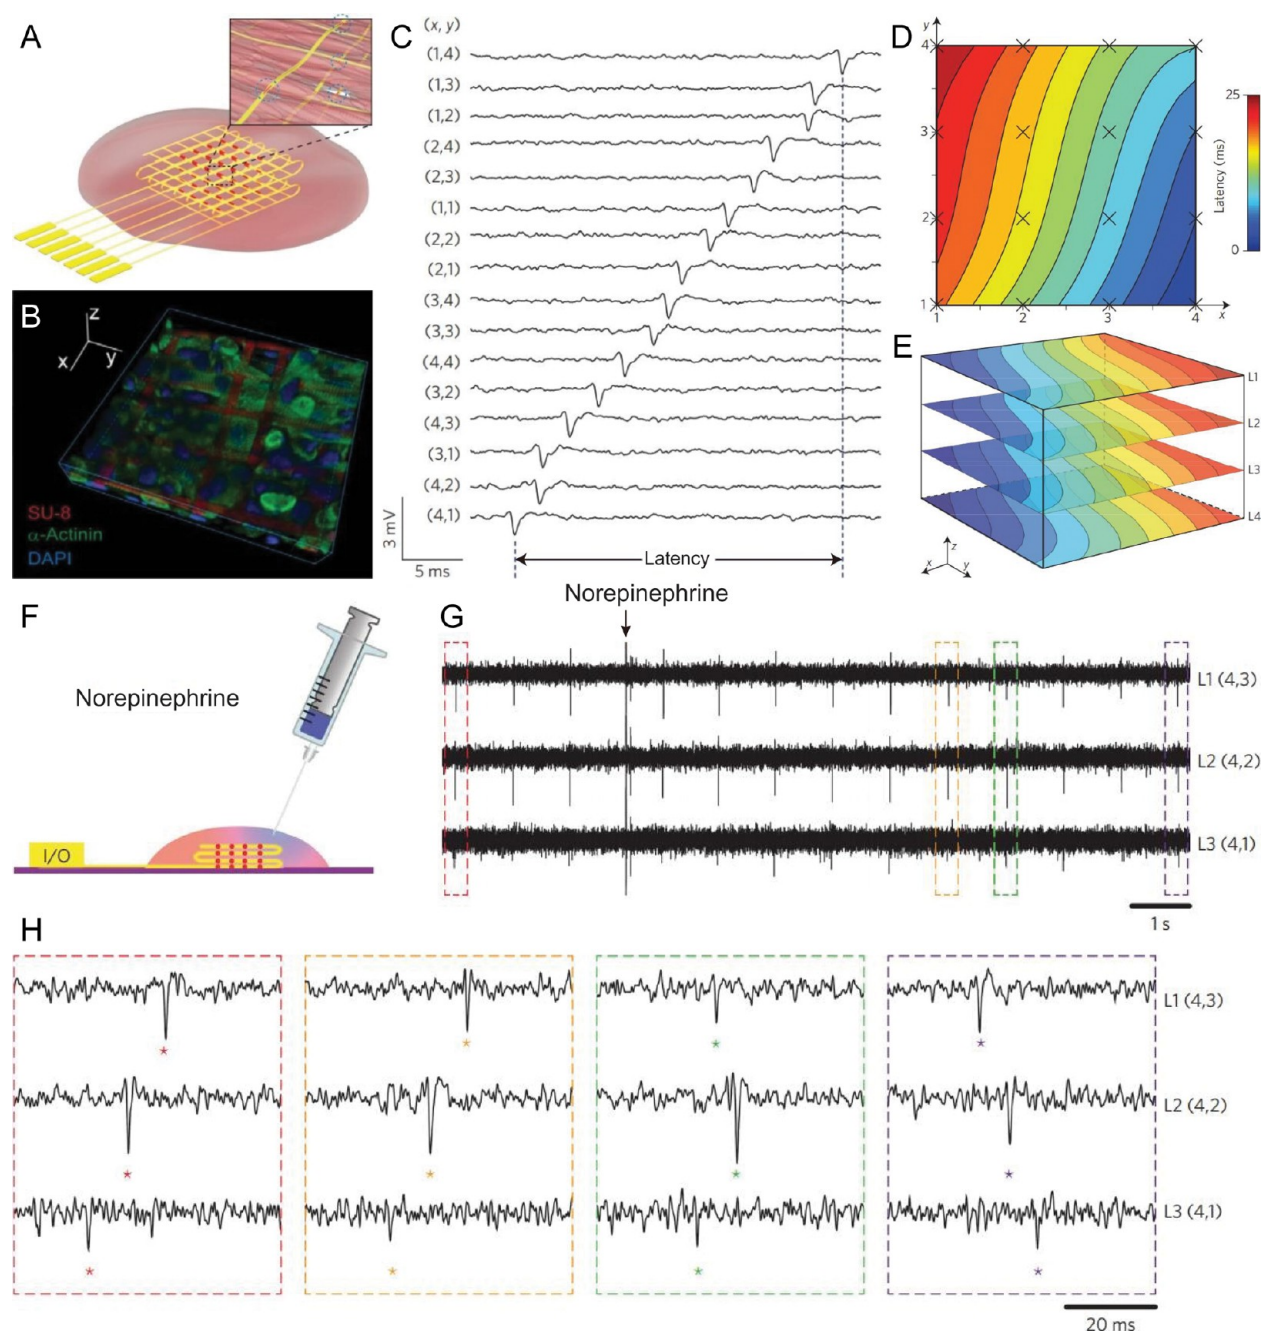 A
B
z
x
y
SU-8
α-Actinin
DAPI
C
(x, y)
(1,4)
(1,3)
(1,2)
(2,4)
(2,3)
(1,1)
(2,2)
(2,1)
(3,4)
(3,3)
(4,4)
(3,2)
(4,3)
(3,1)
(4,2)
(4,1)
3 mV
5 ms
Latency
D
y
4
3
2
1
1
2
3
x
4
25
Latency (ms)
0
E
L1
L2
L3
L4
z
x
y
F
Norepinephrine
I/O
G
Norepinephrine
L1 (4,3)
L2 (4,2)
L3 (4,1)
1 s
H
L1 (4,3)
L2 (4,2)
L3 (4,1)
20 ms